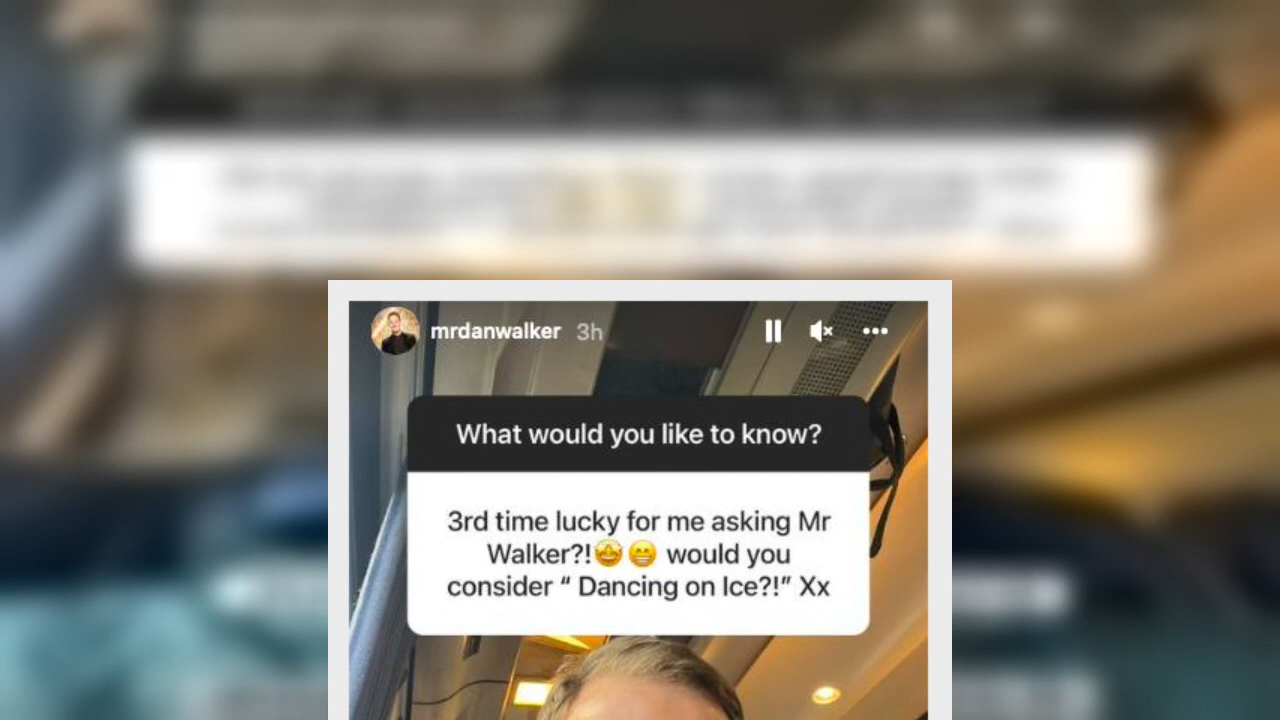 mrdanwalker 3h
What would you like to know?
3rd time lucky for me asking Mr
Walker?!🤩😁 would you
consider “ Dancing on Ice?!” Xx